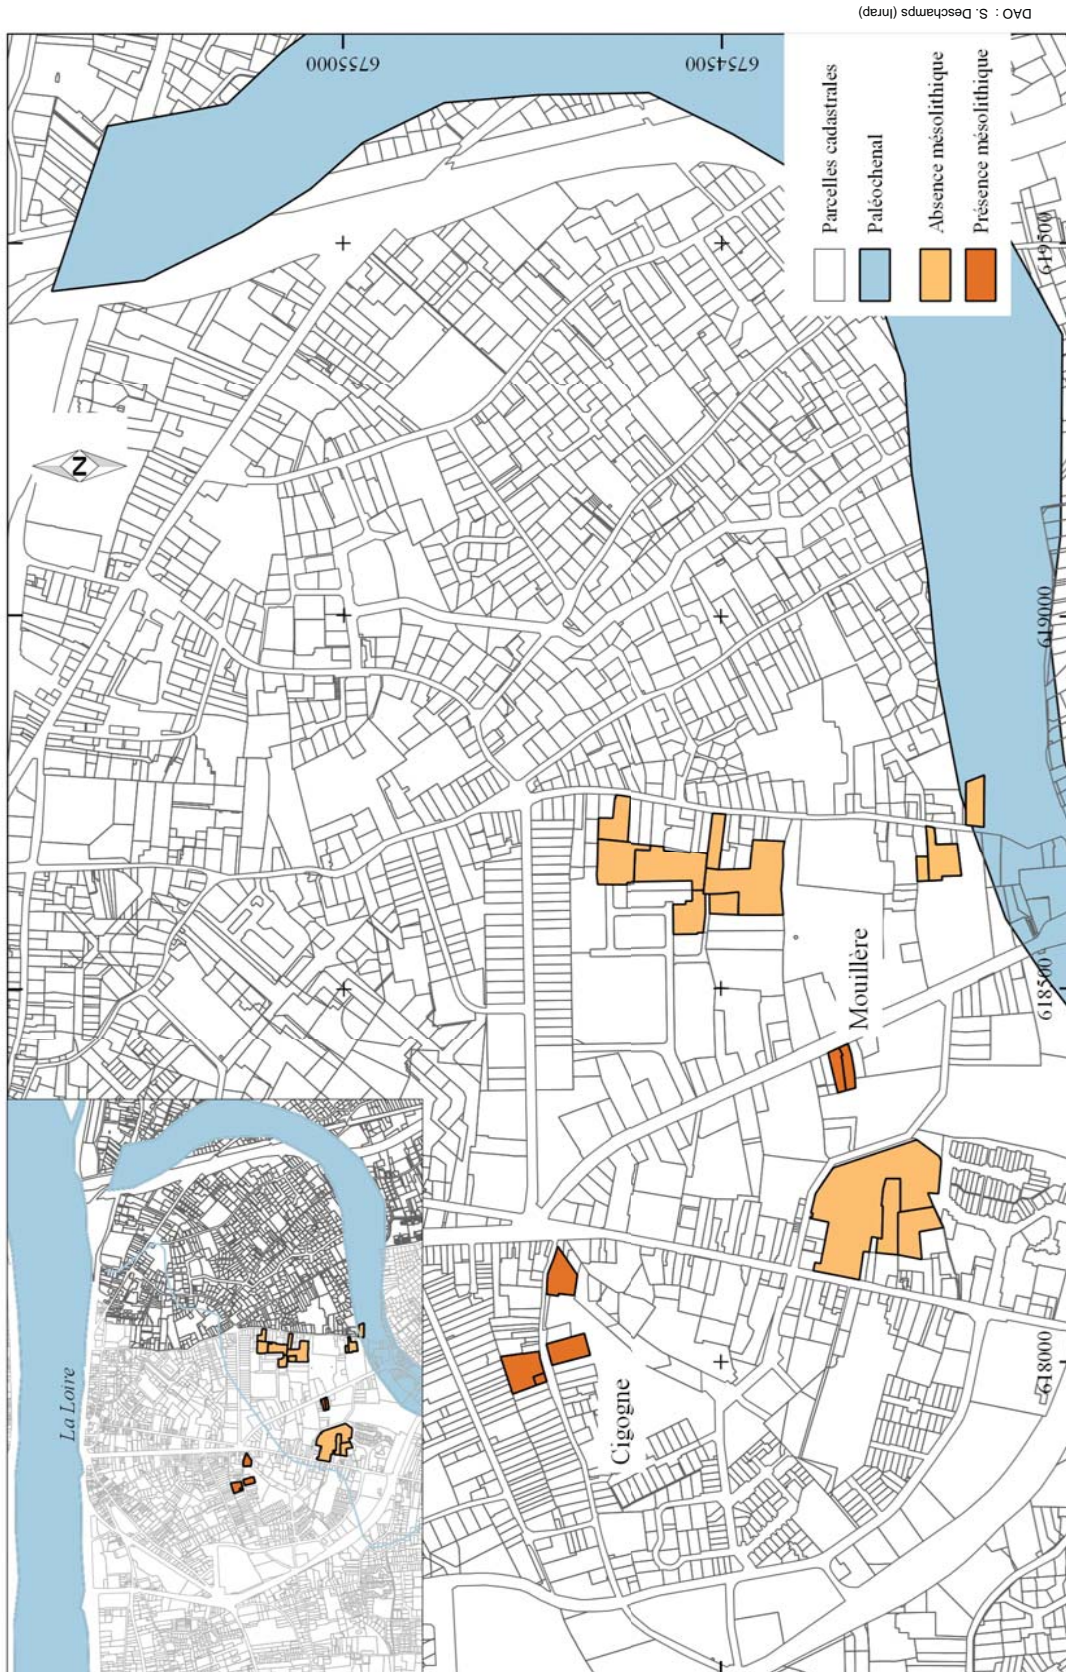 DAO : S. Deschamps (Inrap)
6755000
6754500
Parcelles cadastrales
Paléochenal
Absence mésolithique
Présence mésolithique
619500
N
619000
618500
618000
Mouillère
Cigogne
La Loire